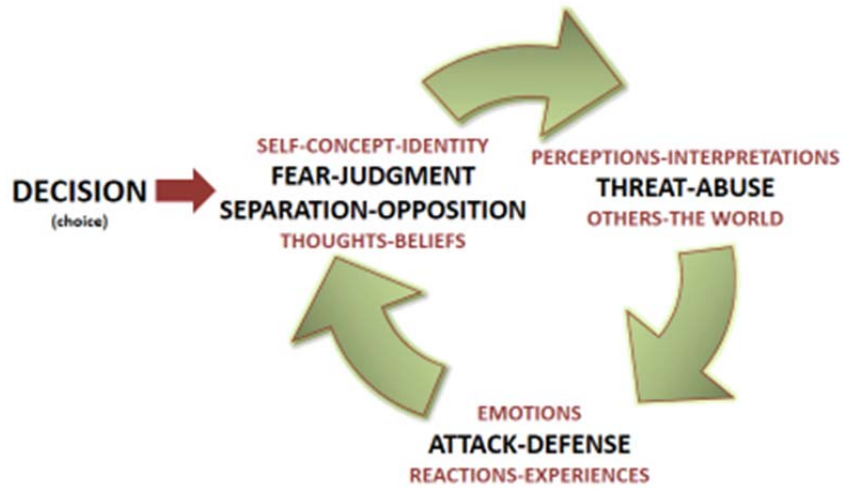 SELF-CONCEPT-IDENTITY
FEAR-JUDGMENT
SEPARATION-OPPOSITION
THOUGHTS-BELIEFS
DECISION
(choice)
PERCEPTIONS-INTERPRETATIONS
THREAT-ABUSE
OTHERS-THE WORLD
EMOTIONS
ATTACK-DEFENSE
REACTIONS-EXPERIENCES